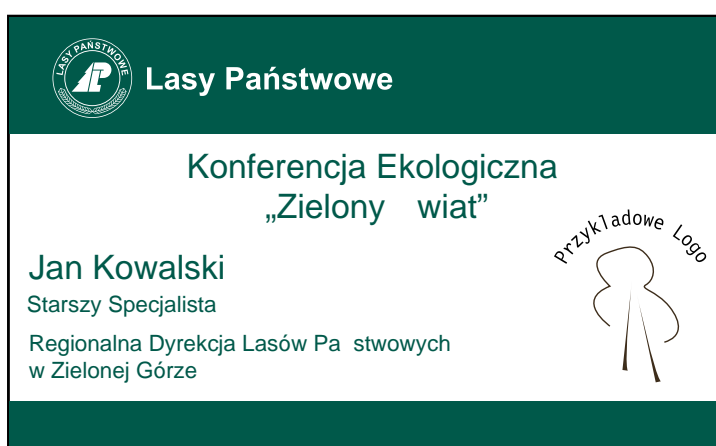 LASY PAŃSTWOWE
Lasy Państwowe
Konferencja Ekologiczna
„Zielony wiat”
Przykladowe Logo
Jan Kowalski
Starszy Specjalista
Regionalna Dyrekcja Lasów Pa stwowych
w Zielonej Górze